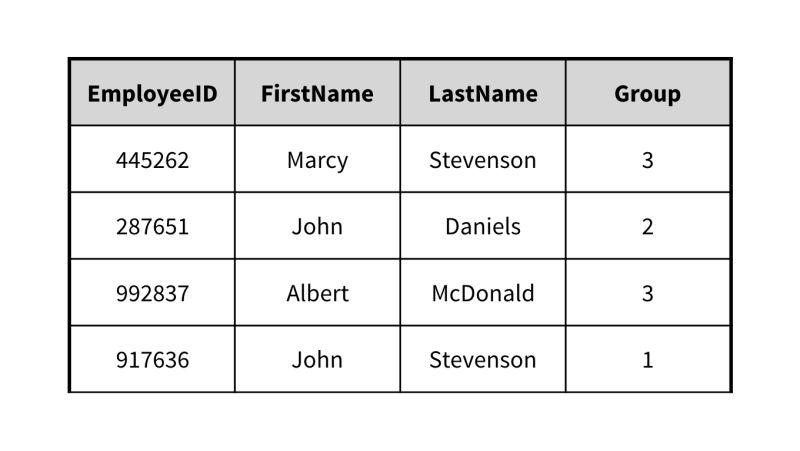 EmployeeID FirstName LastName Group
445262 Marcy Stevenson 3
287651 John Daniels 2
992837 Albert McDonald 3
917636 John Stevenson 1